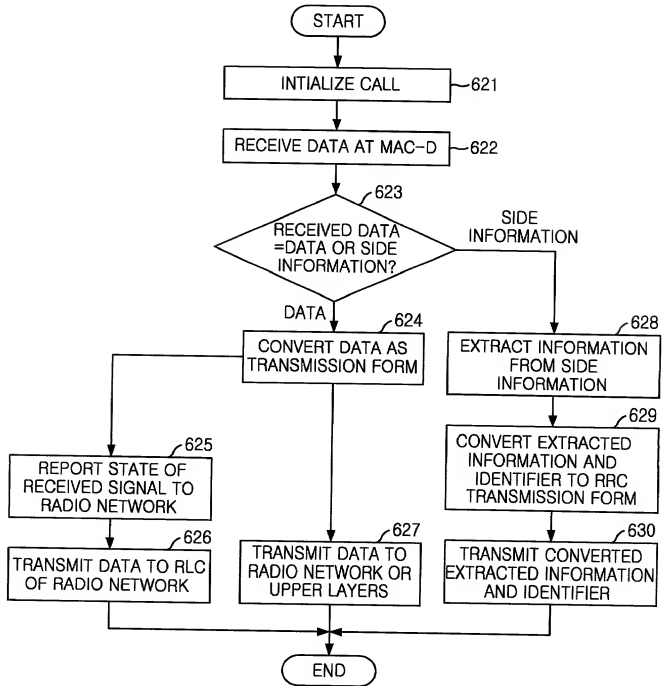 START
INTIALIZE CALL
621
RECEIVE DATA AT MAC-D
622
623
RECEIVED DATA
=DATA OR SIDE
INFORMATION?
SIDE
INFORMATION
DATA
624
CONVERT DATA AS
TRANSMISSION FORM
628
EXTRACT INFORMATION
FROM SIDE
INFORMATION
625
REPORT STATE OF
RECEIVED SIGNAL TO
RADIO NETWORK
629
CONVERT EXTRACTED
INFORMATION AND
IDENTIFIER TO RRC
TRANSMISSION FORM
626
TRANSMIT DATA TO RLC
OF RADIO NETWORK
627
TRANSMIT DATA TO
RADIO NETWORK OR
UPPER LAYERS
630
TRANSMIT CONVERTED
EXTRACTED INFORMATION
AND IDENTIFIER
END